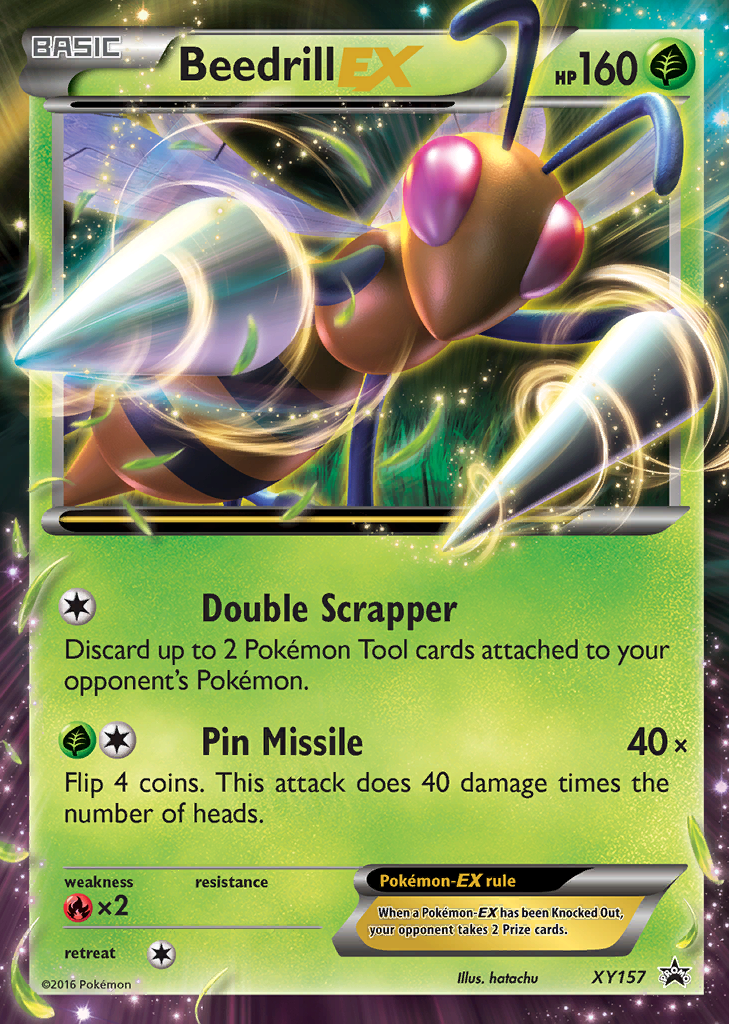 BASIC
BeedrillEX
HP160
Double Scrapper
Discard up to 2 Pokémon Tool cards attached to your
opponent's Pokémon.
Pin Missile 40×
Flip 4 coins. This attack does 40 damage times the
number of heads.
weakness resistance
×2
retreat
Pokémon-EX rule
When a Pokémon-EX has been Knocked Out,
your opponent takes 2 Prize cards.
©2016 Pokémon
Illus. hatachu
XY157
PROMO